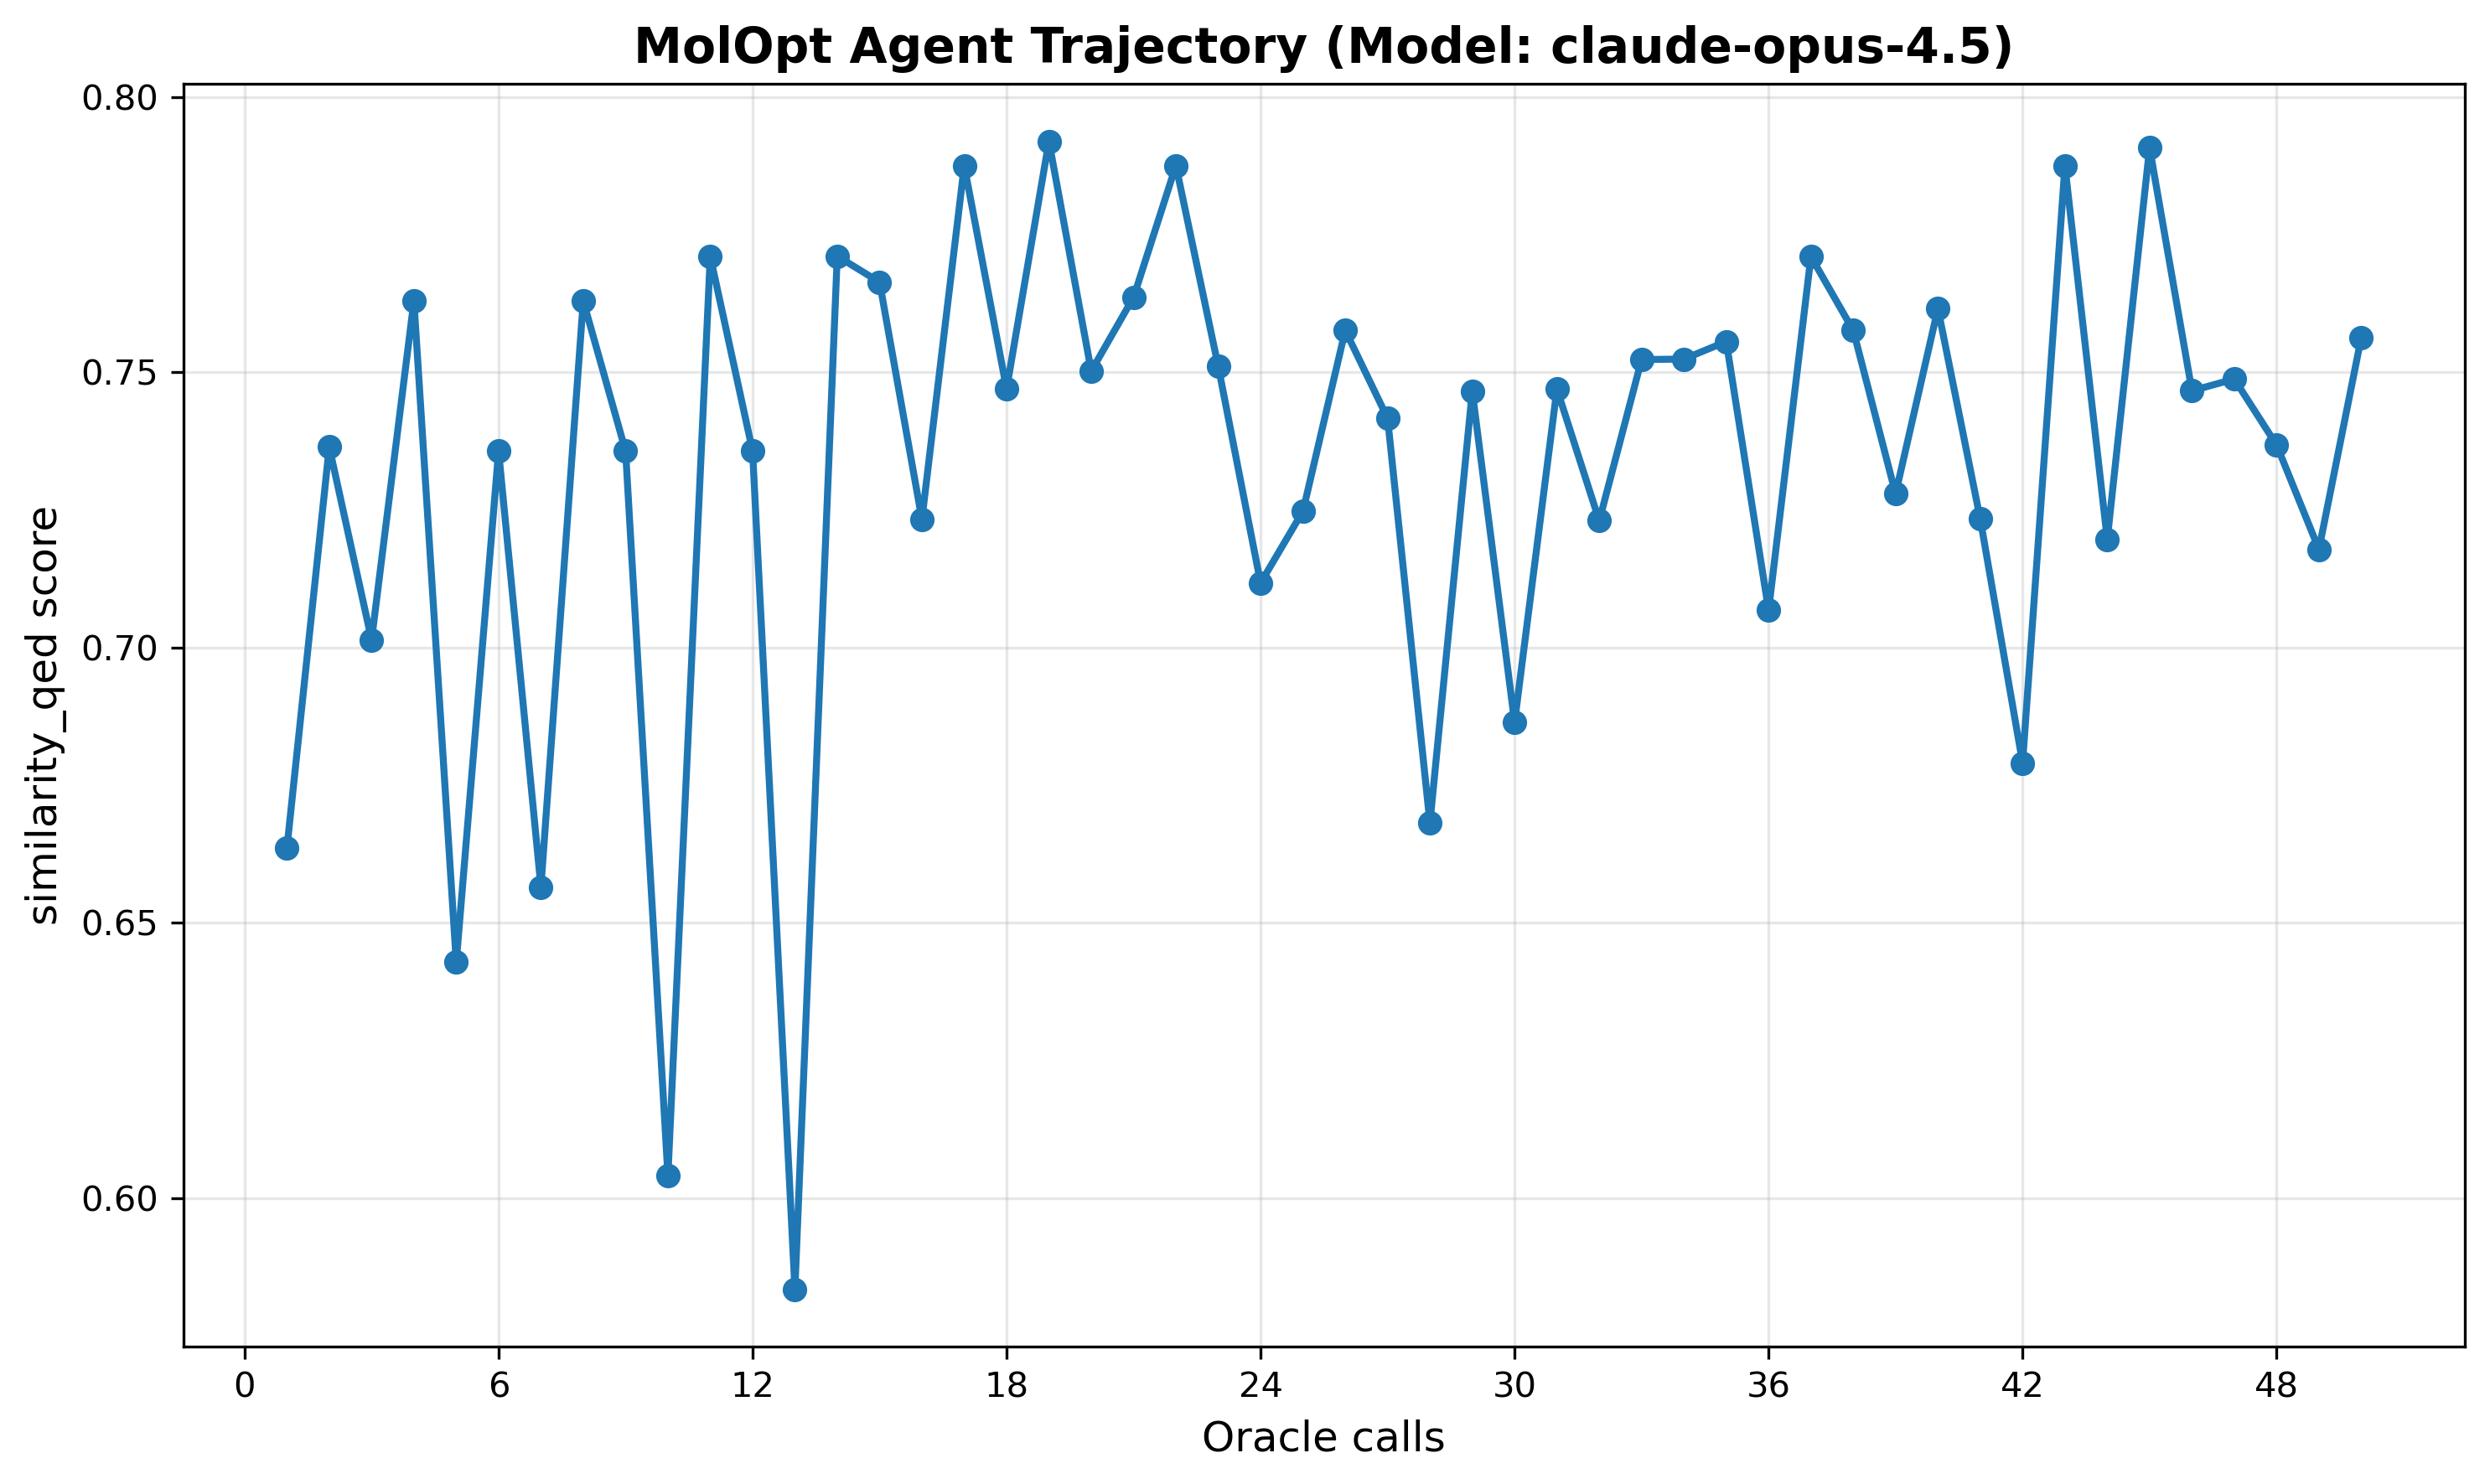 MolOpt Agent Trajectory (Model: claude-opus-4.5)
similarity_qed score
0.80
0.75
0.70
0.65
0.60
0 6 12 18 24 30 36 42 48
Oracle calls